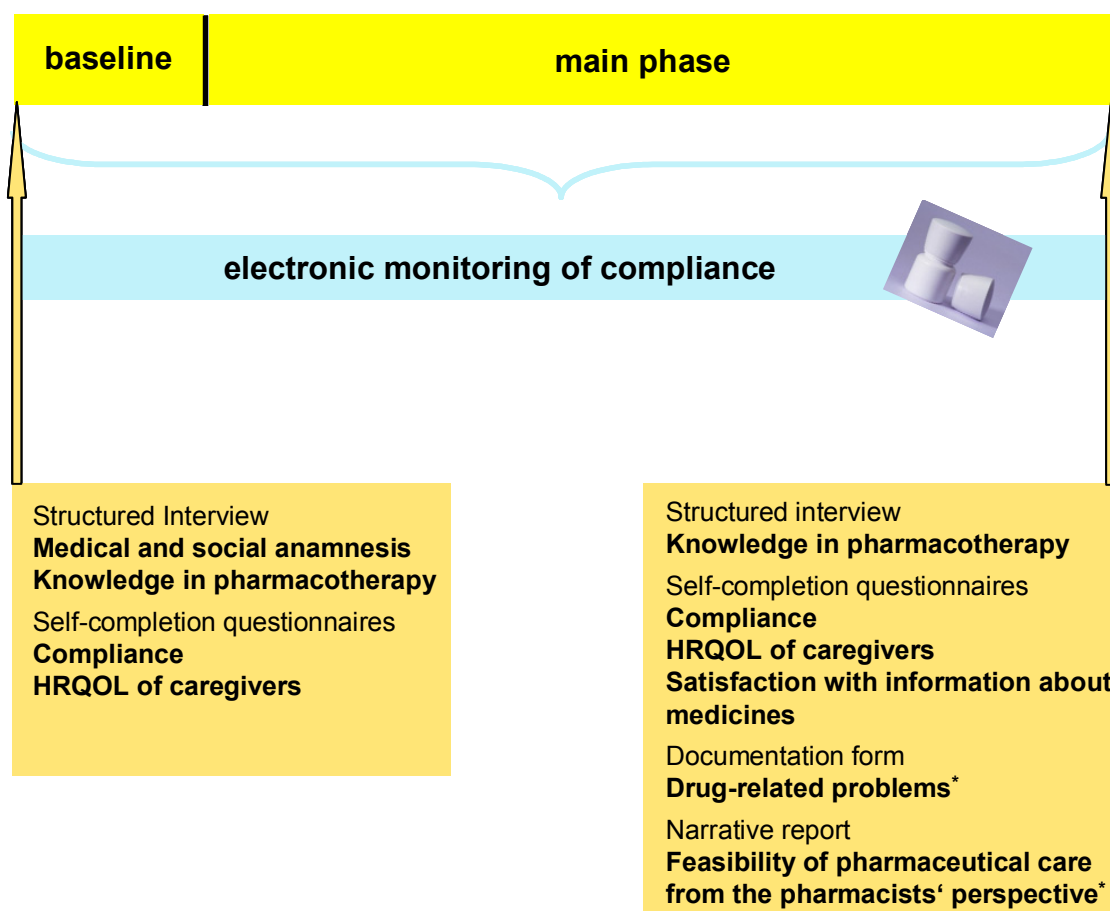 baseline
main phase
electronic monitoring of compliance
Structured Interview
Medical and social anamnesis
Knowledge in pharmacotherapy
Self-completion questionnaires
Compliance
HRQOL of caregivers
Structured interview
Knowledge in pharmacotherapy
Self-completion questionnaires
Compliance
HRQOL of caregivers
Satisfaction with information about
medicines
Documentation form
Drug-related problems*
Narrative report
Feasibility of pharmaceutical care
from the pharmacists‘ perspective*